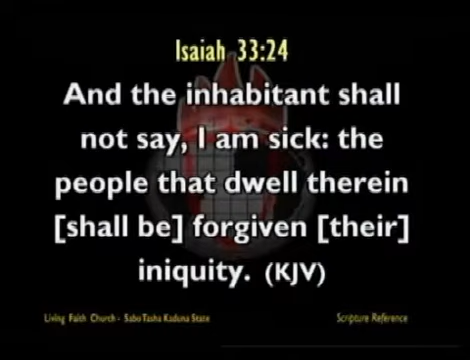 Isaiah 33:24
And the inhabitant shall
not say, I am sick: the
people that dwell therein
[shall be] forgiven [their]
iniquity. (KJV)
Living Faith Church - Sabo Tasha Kaduna State
Scripture Reference